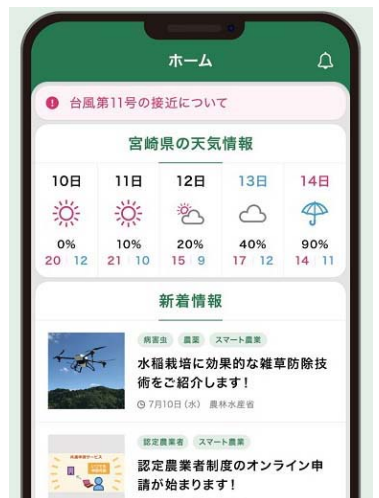 ホーム
台風第11号の接近について
宮崎県の天気情報
10日 11日 12日 13日 14日
0% 10% 20% 40% 90%
20 12 21 10 15 9 17 12 14 11
新着情報
病害虫 農薬 スマート農業
水稲栽培に効果的な雑草防除技
術をご紹介します!
7月10日(水) 農林水産省
認定農業者 スマート農業
認定農業者制度のオンライン申
請が始まります!